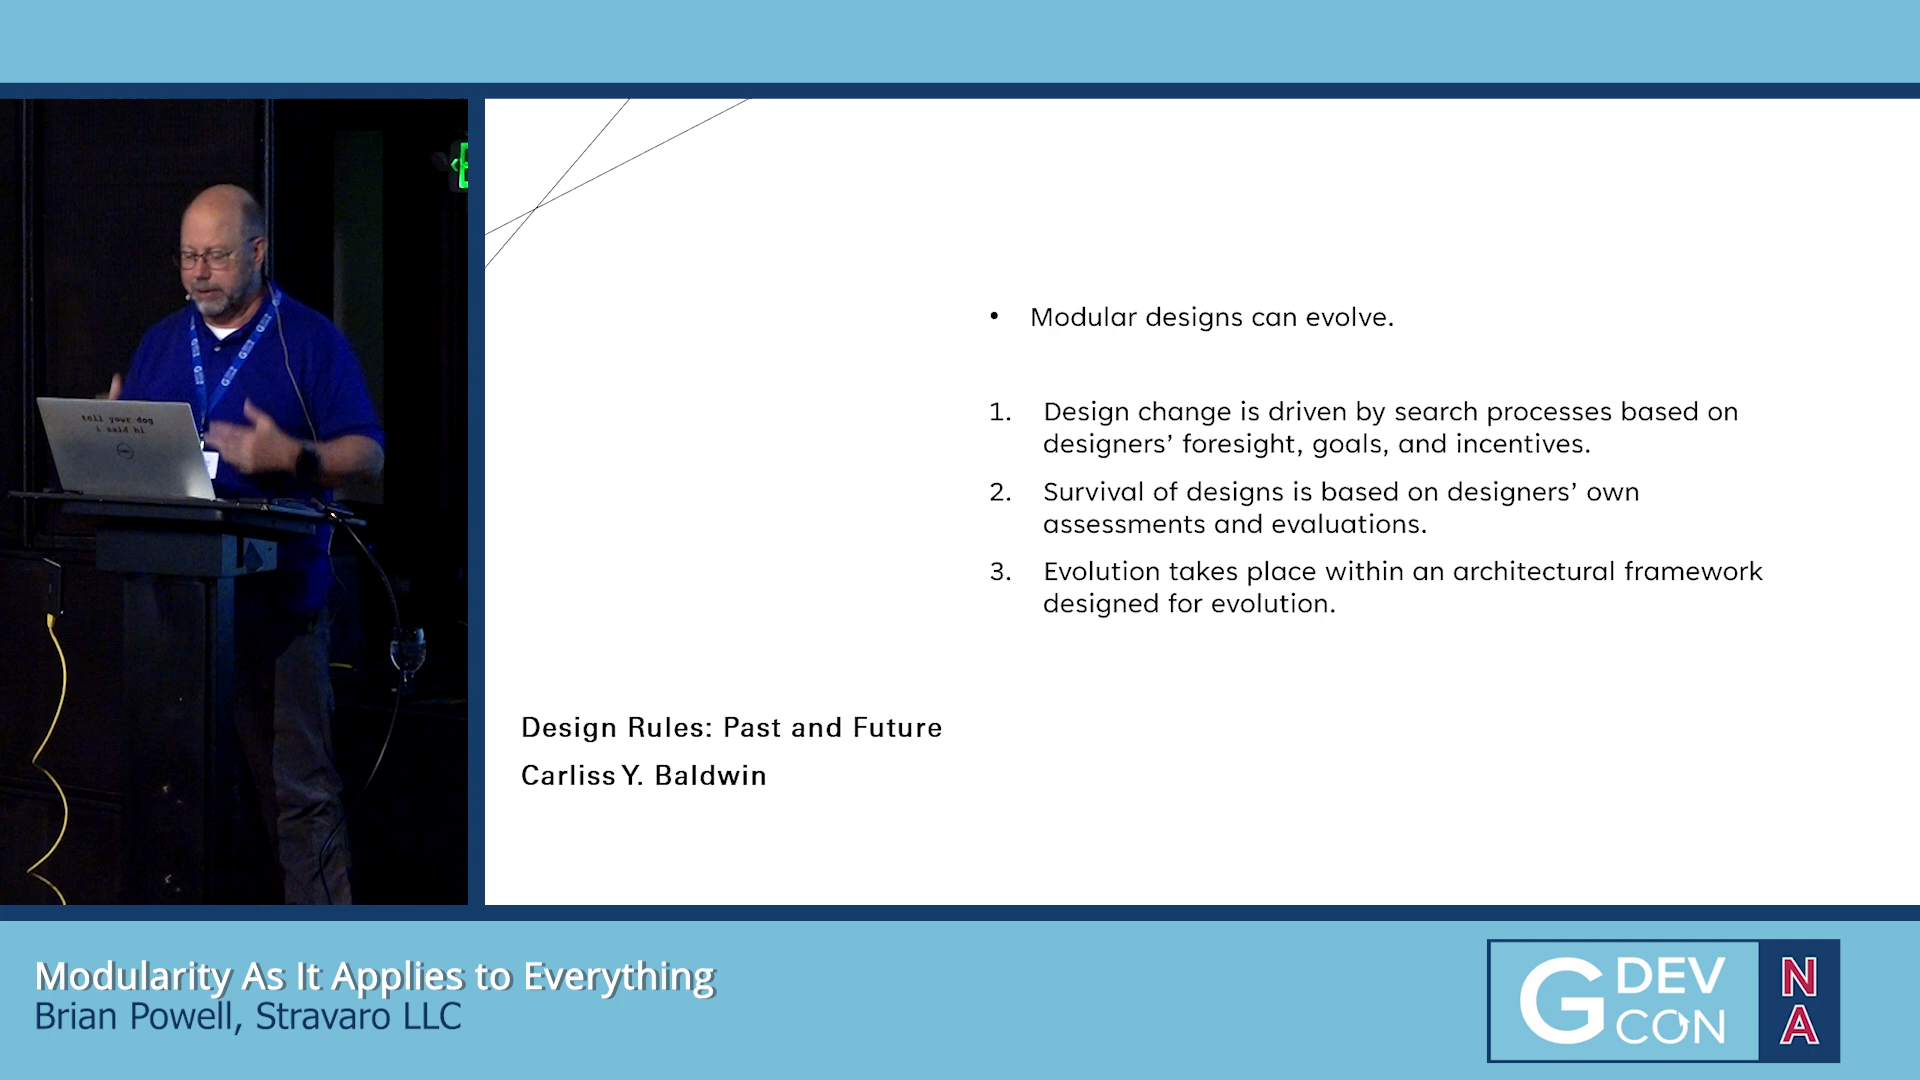 tell your dog
i said hi
DELL
• Modular designs can evolve.
1. Design change is driven by search processes based on
designers’ foresight, goals, and incentives.
2. Survival of designs is based on designers’ own
assessments and evaluations.
3. Evolution takes place within an architectural framework
designed for evolution.
Design Rules: Past and Future
Carliss Y. Baldwin
Modularity As It Applies to Everything
Brian Powell, Stravaro LLC
G DEV CON NA